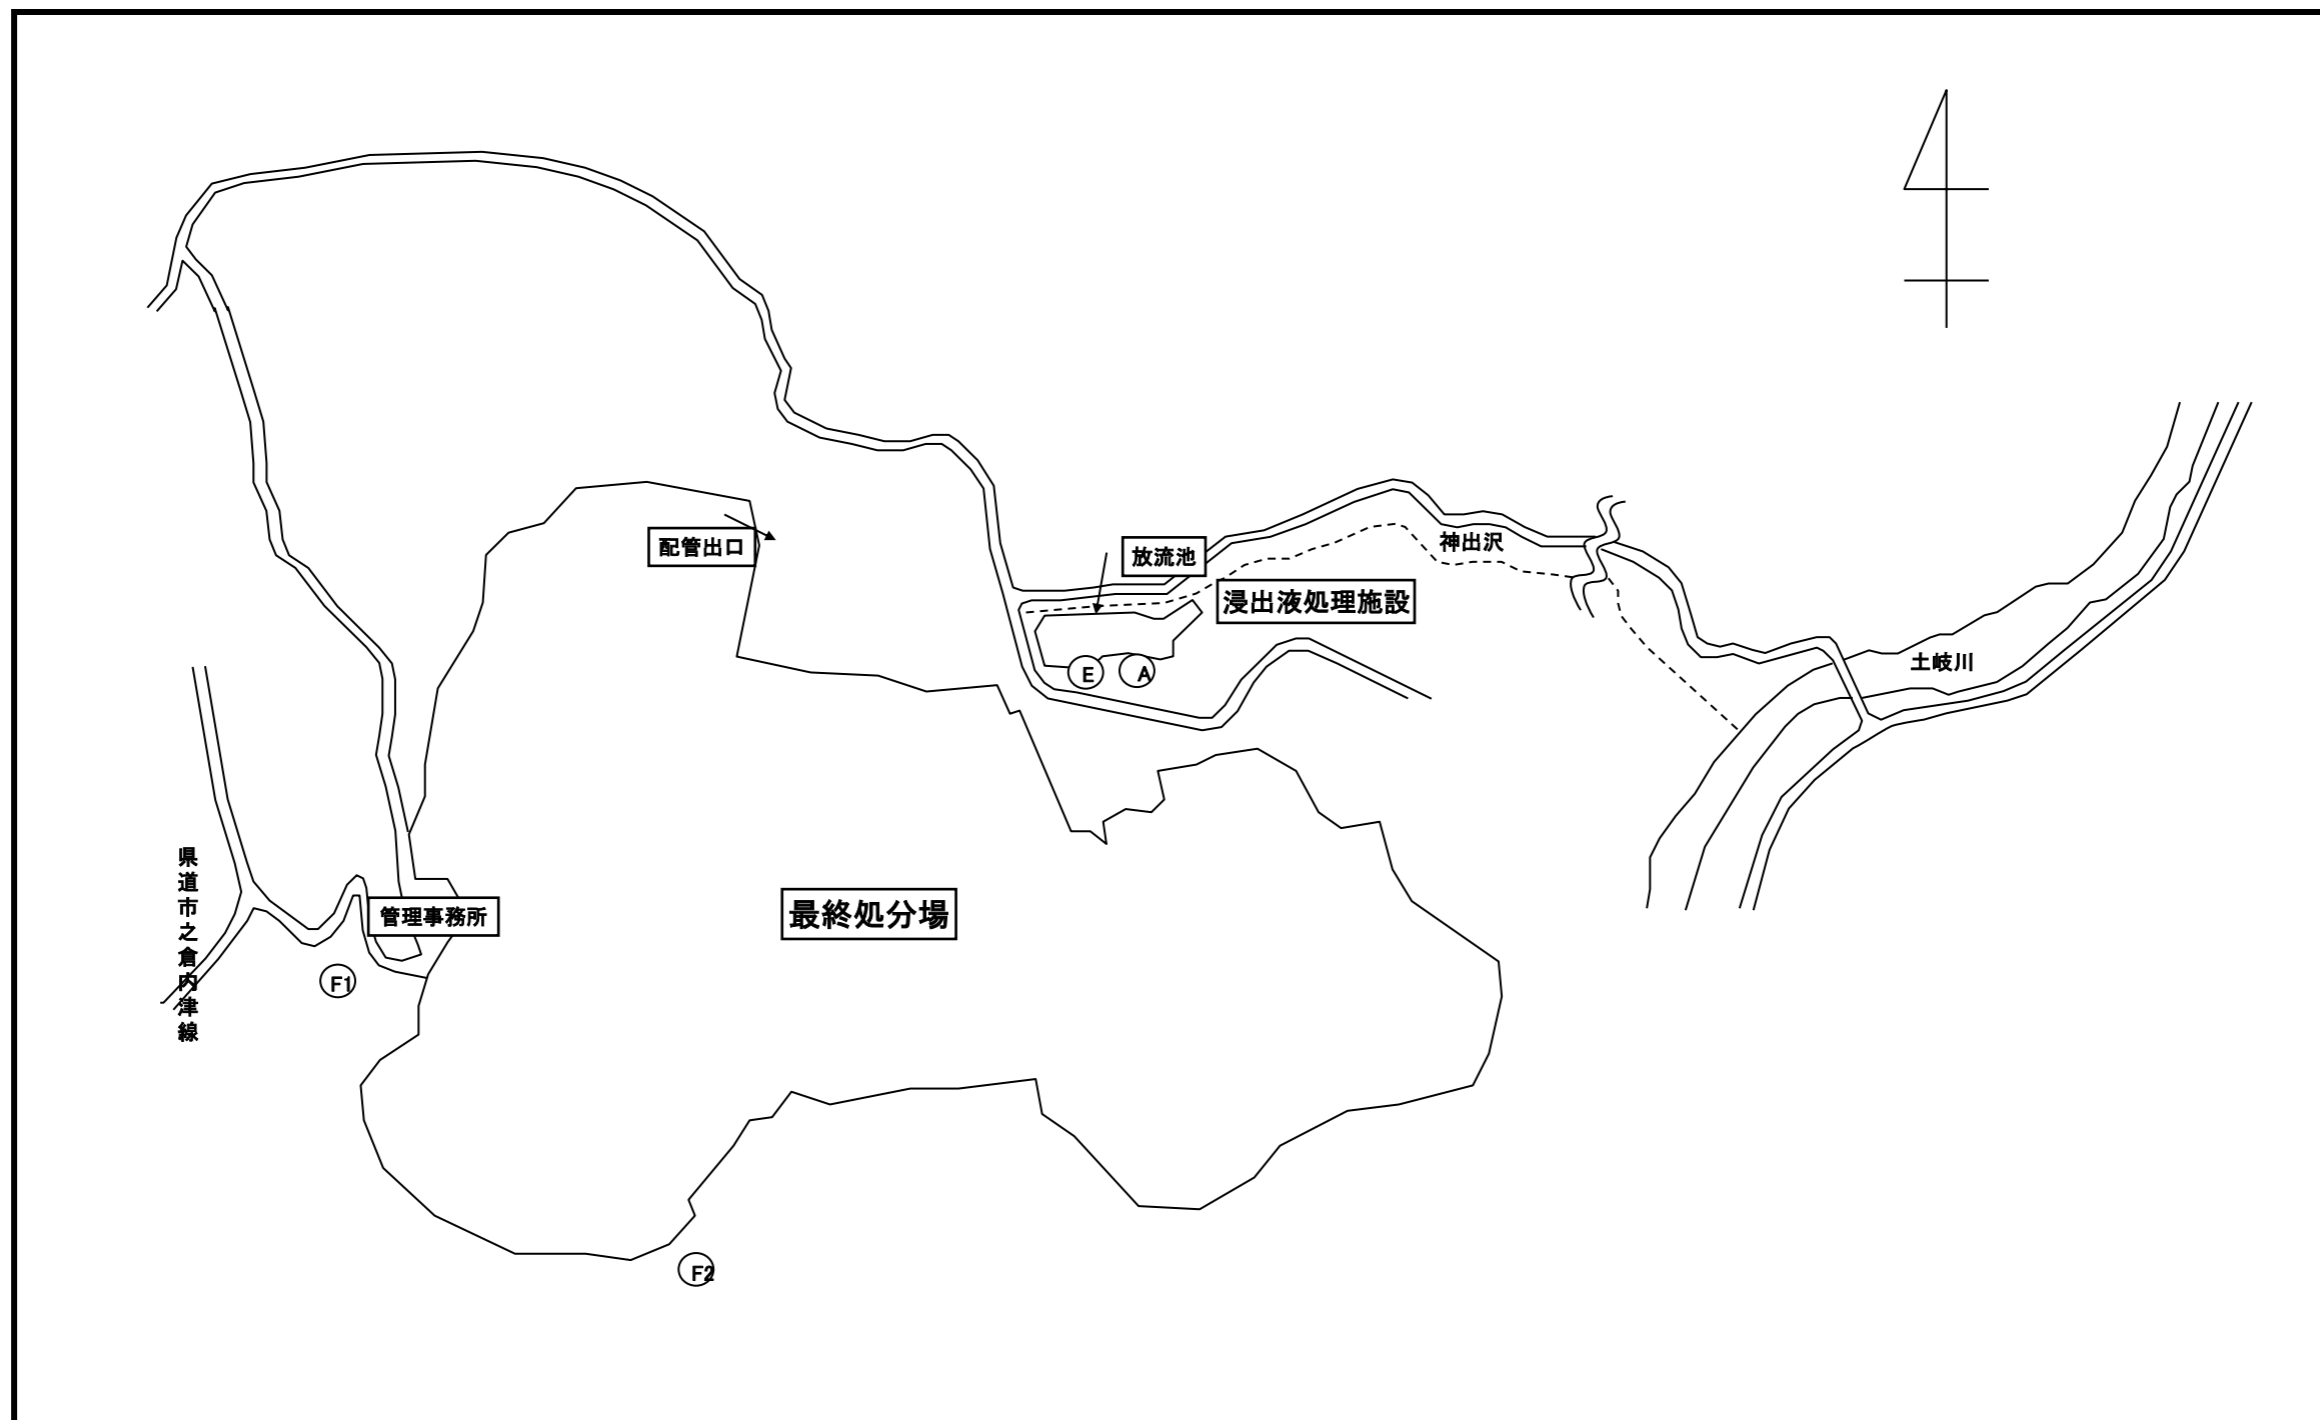 配管出口
放流池
神出沢
浸出液処理施設
土岐川
E
A
県道市之倉内津線
管理事務所
最終処分場
F1
F2